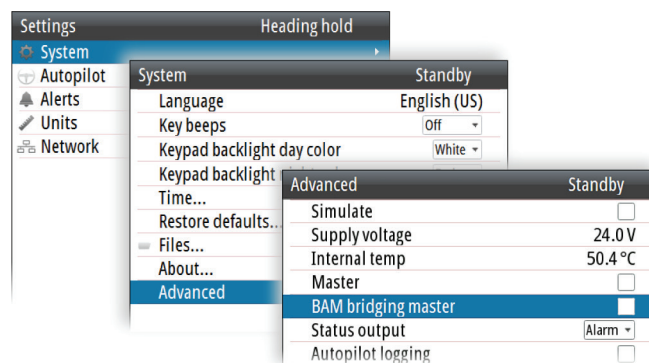 Settings Heading hold
System
Autopilot
Alerts
Units
Network
System Standby
Language English (US)
Key beeps Off
Keypad backlight day color White
Keypad backlight
Time...
Restore defaults...
Files...
About...
Advanced
Advanced Standby
Simulate
Supply voltage 24.0 V
Internal temp 50.4 °C
Master
BAM bridging master
Status output Alarm
Autopilot logging